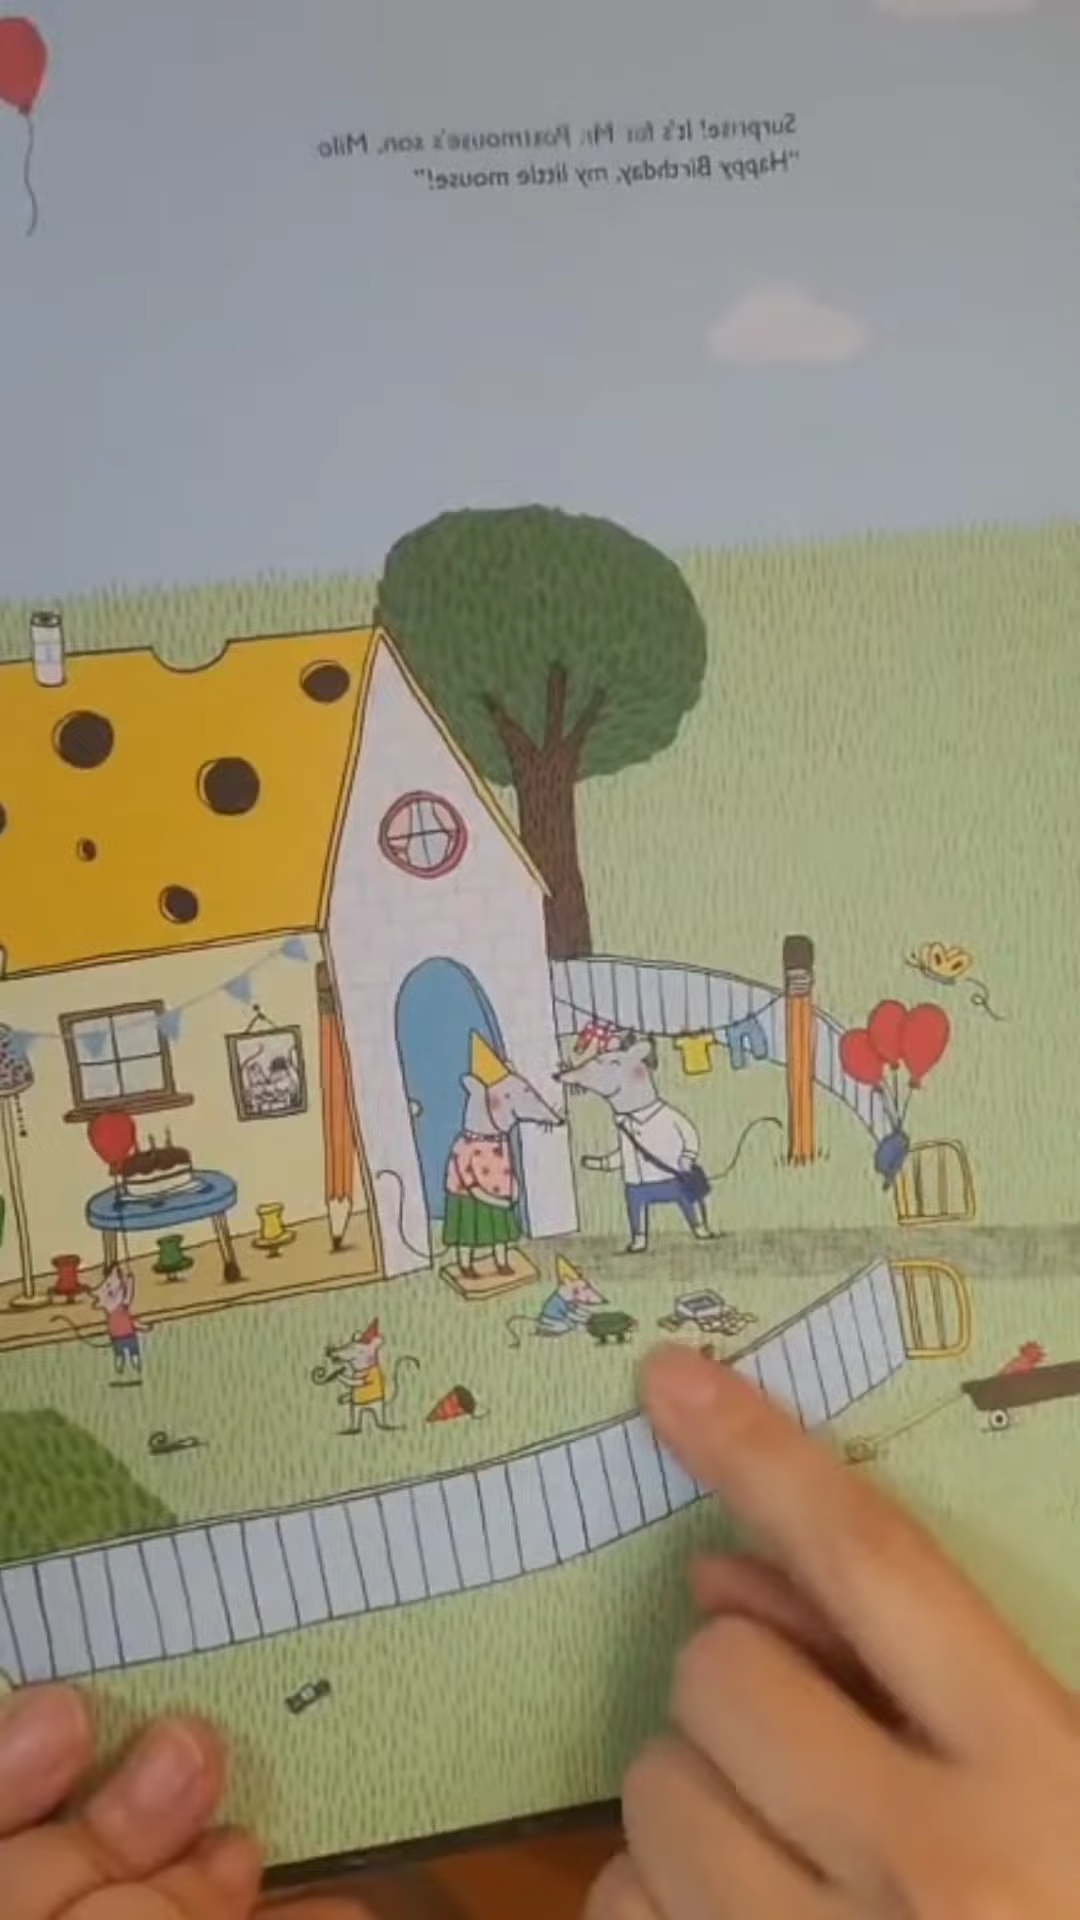 Surprise! It's for Mr. Postmouse's son, Milo.
"Happy Birthday, my little mouse!"